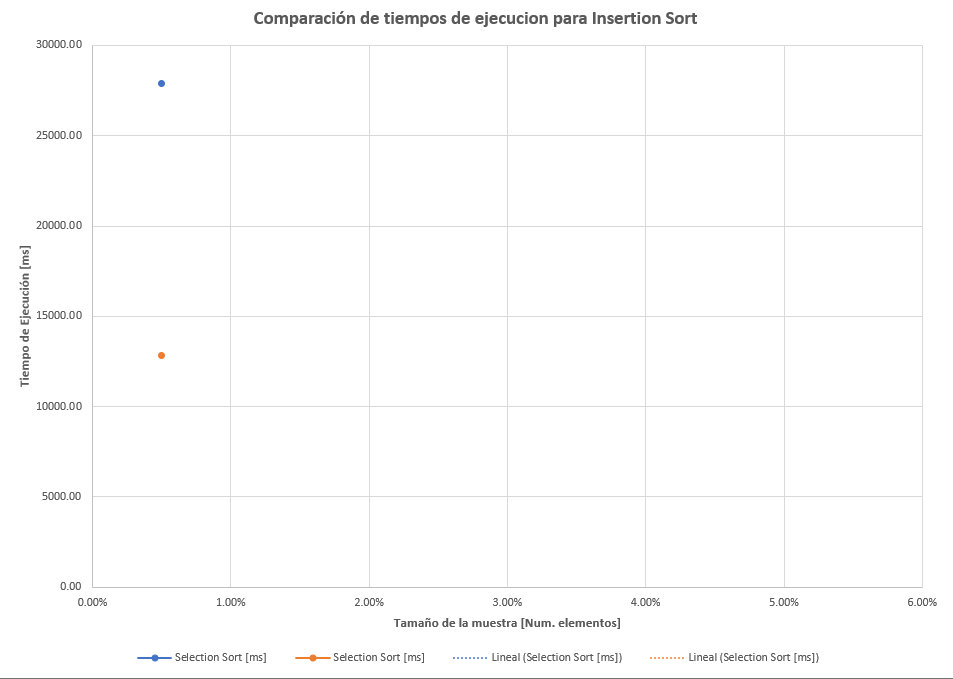 Comparación de tiempos de ejecucion para Insertion Sort
30000.00
25000.00
20000.00
15000.00
10000.00
5000.00
0.00
Tiempo de Ejecución [ms]
0.00% 1.00% 2.00% 3.00% 4.00% 5.00% 6.00%
Tamaño de la muestra [Num. elementos]
Selection Sort [ms] Selection Sort [ms] Lineal (Selection Sort [ms]) Lineal (Selection Sort [ms])